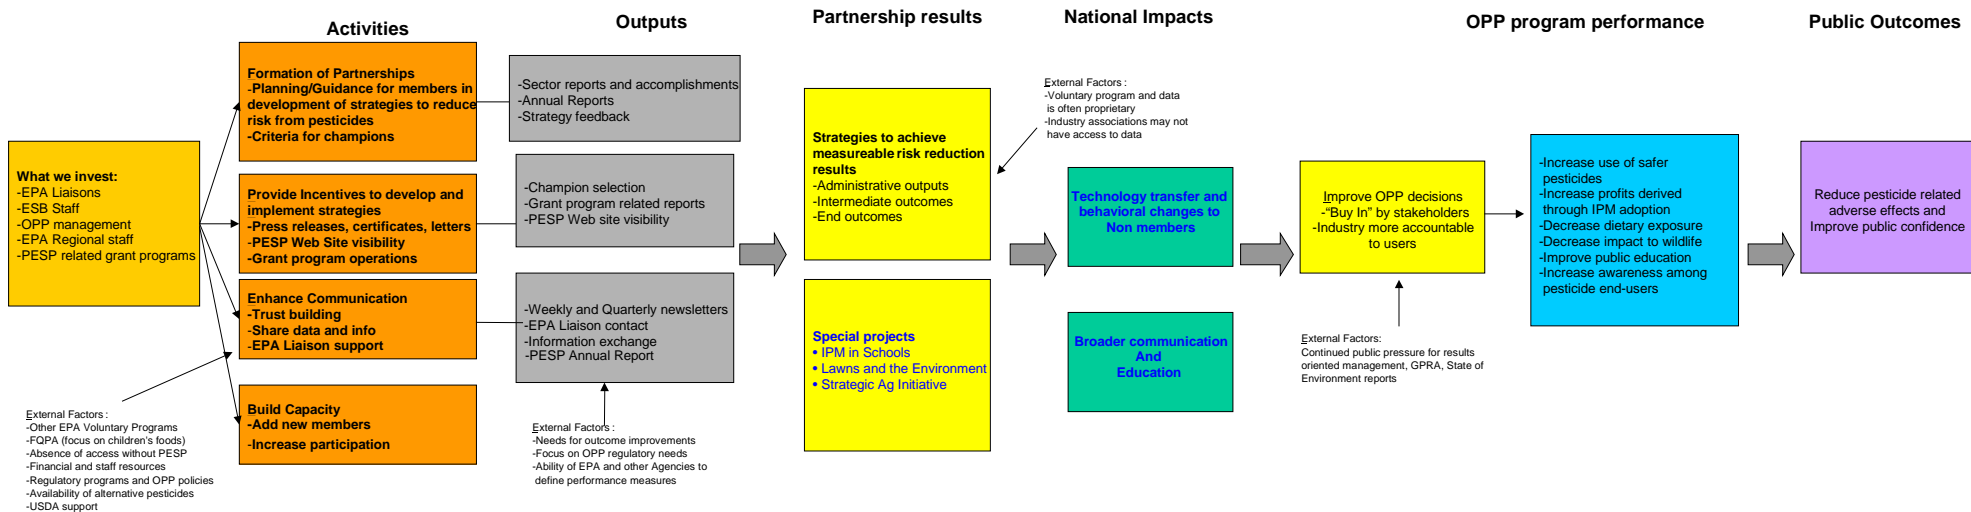 Activities
Outputs
Partnership results
National Impacts
OPP program performance
Public Outcomes
What we invest:
-EPA Liaisons
-ESB Staff
-OPP management
-EPA Regional staff
-PESP related grant programs
Formation of Partnerships
-Planning/Guidance for members in
development of strategies to reduce
risk from pesticides
-Criteria for champions
Provide Incentives to develop and
implement strategies
-Press releases, certificates, letters
-PESP Web Site visibility
-Grant program operations
Enhance Communication
-Trust building
-Share data and info
-EPA Liaison support
Build Capacity
-Add new members
-Increase participation
External Factors :
-Other EPA Voluntary Programs
-FQPA (focus on children's foods)
-Absence of access without PESP
-Financial and staff resources
-Regulatory programs and OPP policies
-Availability of alternative pesticides
-USDA support
-Sector reports and accomplishments
-Annual Reports
-Strategy feedback
-Champion selection
-Grant program related reports
-PESP Web site visibility
-Weekly and Quarterly newsletters
-EPA Liaison contact
-Information exchange
-PESP Annual Report
External Factors :
-Needs for outcome improvements
-Focus on OPP regulatory needs
-Ability of EPA and other Agencies to
define performance measures
Strategies to achieve
measureable risk reduction
results
-Administrative outputs
-Intermediate outcomes
-End outcomes
Special projects
• IPM in Schools
• Lawns and the Environment
• Strategic Ag Initiative
External Factors :
-Voluntary program and data
is often proprietary
-Industry associations may not
have access to data
Technology transfer and
behavioral changes to
Non members
Broader communication
And
Education
Improve OPP decisions
-"Buy In" by stakeholders
-Industry more accountable
to users
External Factors:
Continued public pressure for results
oriented management, GPRA, State of
Environment reports
-Increase use of safer
pesticides
-Increase profits derived
through IPM adoption
-Decrease dietary exposure
-Decrease impact to wildlife
-Improve public education
-Increase awareness among
pesticide end-users
Reduce pesticide related
adverse effects and
Improve public confidence